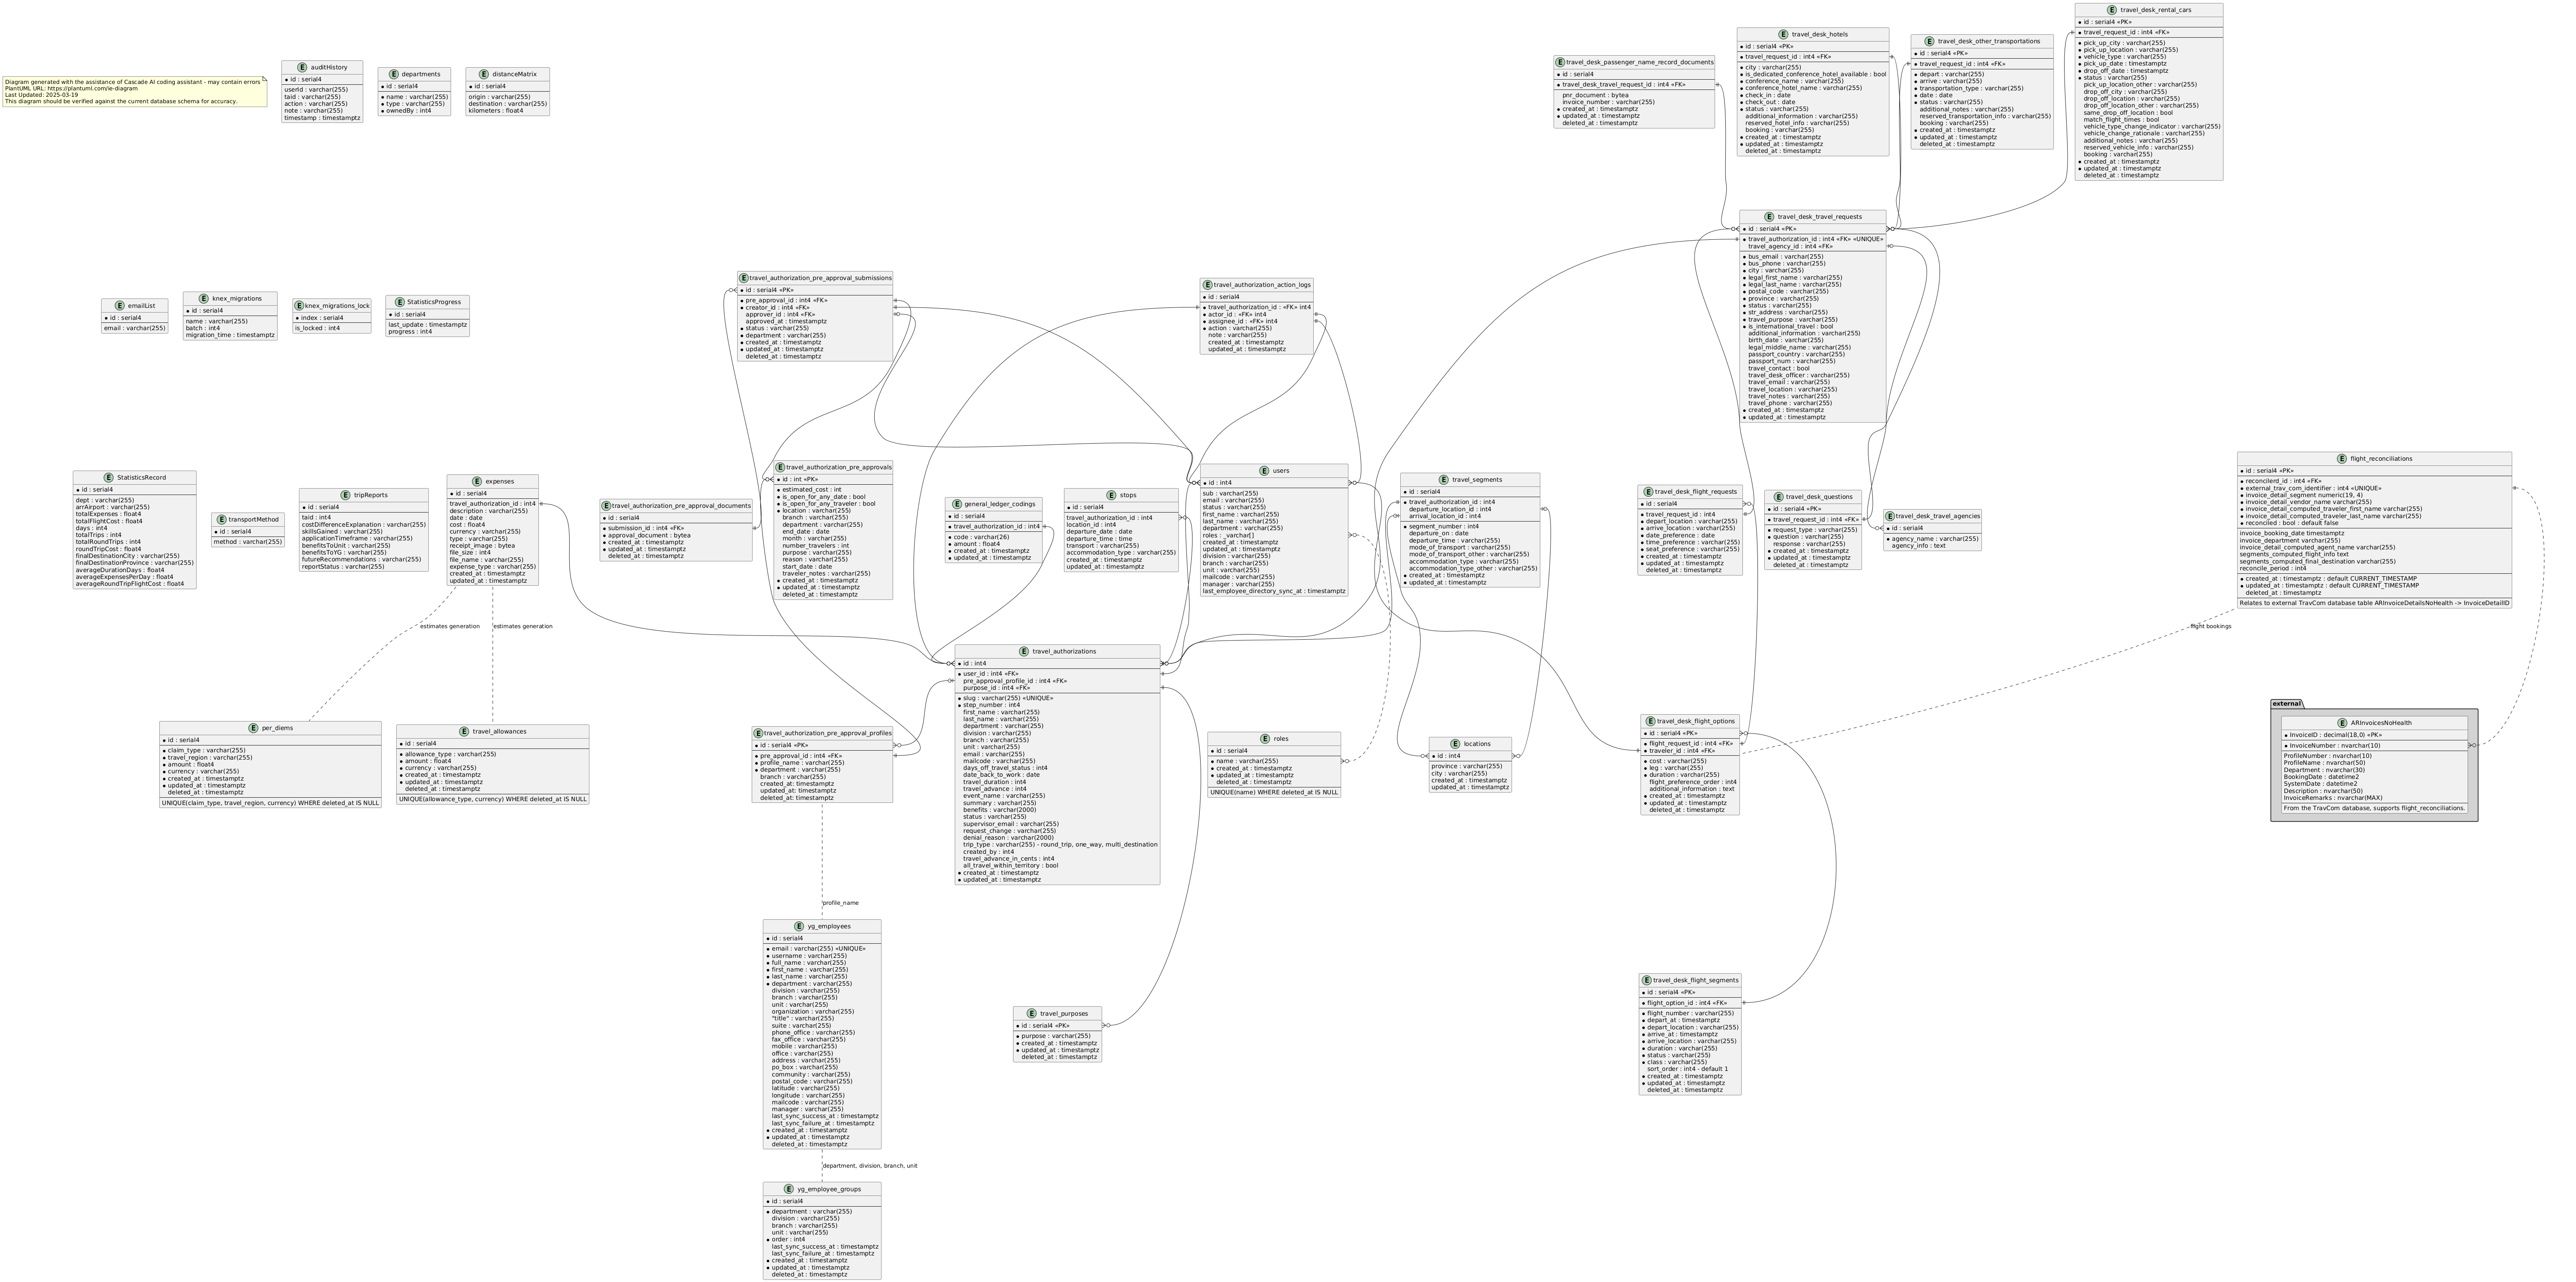 Diagram generated with the assistance of Cascade AI coding assistant - may contain errors
PlantUML URL: https://plantuml.com/ie-diagram
Last Updated: 2025-03-19
This diagram should be verified against the current database schema for accuracy.
E auditHistory
id : serial4
userId : varchar(255)
taid : varchar(255)
action : varchar(255)
note : varchar(255)
timestamp : timestamptz
E departments
id : serial4
name : varchar(255)
type : varchar(255)
ownedBy : int4
E distanceMatrix
id : serial4
origin : varchar(255)
destination : varchar(255)
kilometers : float4
E travel_desk_passenger_name_record_documents
id : serial4
travel_desk_travel_request_id : int4 «FK»
pnr_document : bytea
invoice_number : varchar(255)
created_at : timestamptz
updated_at : timestamptz
deleted_at : timestamptz
E travel_desk_hotels
id : serial4 «PK»
travel_request_id : int4 «FK»
city : varchar(255)
is_dedicated_conference_hotel_available : bool
conference_name : varchar(255)
conference_hotel_name : varchar(255)
check_in : date
check_out : date
status : varchar(255)
additional_information : varchar(255)
reserved_hotel_info : varchar(255)
booking : varchar(255)
created_at : timestamptz
updated_at : timestamptz
deleted_at : timestamptz
E travel_desk_other_transportations
id : serial4 «PK»
travel_request_id : int4 «FK»
depart : varchar(255)
arrive : varchar(255)
transportation_type : varchar(255)
date : date
status : varchar(255)
additional_notes : varchar(255)
reserved_transportation_info : varchar(255)
booking : varchar(255)
created_at : timestamptz
updated_at : timestamptz
deleted_at : timestamptz
E travel_desk_rental_cars
id : serial4 «PK»
travel_request_id : int4 «FK»
pick_up_city : varchar(255)
pick_up_location : varchar(255)
vehicle_type : varchar(255)
pick_up_date : timestamptz
drop_off_date : timestamptz
status : varchar(255)
pick_up_location_other : varchar(255)
drop_off_city : varchar(255)
drop_off_location : varchar(255)
drop_off_location_other : varchar(255)
same_drop_off_location : bool
match_flight_times : bool
vehicle_type_change_indicator : varchar(255)
vehicle_change_rationale : varchar(255)
additional_notes : varchar(255)
reserved_vehicle_info : varchar(255)
booking : varchar(255)
created_at : timestamptz
updated_at : timestamptz
deleted_at : timestamptz
E emailList
id : serial4
email : varchar(255)
E knex_migrations
id : serial4
name : varchar(255)
batch : int4
migration_time : timestamptz
E knex_migrations_lock
index : serial4
is_locked : int4
E StatisticsProgress
id : serial4
last_update : timestamptz
progress : int4
E travel_authorization_pre_approval_submissions
id : serial4 «PK»
pre_approval_id : int4 «FK»
creator_id : int4 «FK»
approver_id : int4 «FK»
approved_at : timestamptz
status : varchar(255)
department : varchar(255)
created_at : timestamptz
updated_at : timestamptz
deleted_at : timestamptz
E travel_authorization_action_logs
id : serial4
travel_authorization_id : «FK» int4
actor_id : «FK» int4
assignee_id : «FK» int4
action : varchar(255)
note : varchar(255)
created_at : timestamptz
updated_at : timestamptz
E travel_desk_travel_requests
id : serial4 «PK»
travel_authorization_id : int4 «FK» «UNIQUE»
travel_agency_id : int4 «FK»
bus_email : varchar(255)
bus_phone : varchar(255)
city : varchar(255)
legal_first_name : varchar(255)
legal_last_name : varchar(255)
postal_code : varchar(255)
province : varchar(255)
status : varchar(255)
str_address : varchar(255)
travel_purpose : varchar(255)
is_international_travel : bool
additional_information : varchar(255)
birth_date : varchar(255)
legal_middle_name : varchar(255)
passport_country : varchar(255)
passport_num : varchar(255)
travel_contact : bool
travel_desk_officer : varchar(255)
travel_email : varchar(255)
travel_location : varchar(255)
travel_notes : varchar(255)
travel_phone : varchar(255)
created_at : timestamptz
updated_at : timestamptz
E StatisticsRecord
id : serial4
dept : varchar(255)
arrAirport : varchar(255)
totalExpenses : float4
totalFlightCost : float4
days : int4
totalTrips : int4
totalRoundTrips : int4
roundTripCost : float4
finalDestinationCity : varchar(255)
finalDestinationProvince : varchar(255)
averageDurationDays : float4
averageExpensesPerDay : float4
averageRoundTripFlightCost : float4
E transportMethod
id : serial4
method : varchar(255)
E tripReports
id : serial4
taid : int4
costDifferenceExplanation : varchar(255)
skillsGained : varchar(255)
applicationTimeframe : varchar(255)
benefitsToUnit : varchar(255)
benefitsToYG : varchar(255)
futureRecommendations : varchar(255)
reportStatus : varchar(255)
E expenses
id : serial4
travel_authorization_id : int4
description : varchar(255)
date : date
cost : float4
currency : varchar(255)
type : varchar(255)
receipt_image : bytea
file_size : int4
file_name : varchar(255)
expense_type : varchar(255)
created_at : timestamptz
updated_at : timestamptz
E travel_authorization_pre_approval_documents
id : serial4
submission_id : int4 «FK»
approval_document : bytea
created_at : timestamptz
updated_at : timestamptz
deleted_at : timestamptz
E travel_authorization_pre_approvals
id : int «PK»
estimated_cost : int
is_open_for_any_date : bool
is_open_for_any_traveler : bool
location : varchar(255)
branch : varchar(255)
department : varchar(255)
end_date : date
month : varchar(255)
number_travelers : int
purpose : varchar(255)
reason : varchar(255)
start_date : date
traveler_notes : varchar(255)
created_at : timestamptz
updated_at : timestamptz
deleted_at : timestamptz
E general_ledger_codings
id : serial4
travel_authorization_id : int4
code : varchar(26)
amount : float4
created_at : timestamptz
updated_at : timestamptz
E stops
id : serial4
travel_authorization_id : int4
location_id : int4
departure_date : date
departure_time : time
transport : varchar(255)
accommodation_type : varchar(255)
created_at : timestamptz
updated_at : timestamptz
E users
id : int4
sub : varchar(255)
email : varchar(255)
status : varchar(255)
first_name : varchar(255)
last_name : varchar(255)
department : varchar(255)
roles : _varchar[]
created_at : timestamptz
updated_at : timestamptz
division : varchar(255)
branch : varchar(255)
unit : varchar(255)
mailcode : varchar(255)
manager : varchar(255)
last_employee_directory_sync_at : timestamptz
E travel_segments
id : serial4
travel_authorization_id : int4
departure_location_id : int4
arrival_location_id : int4
segment_number : int4
departure_on : date
departure_time : varchar(255)
mode_of_transport : varchar(255)
mode_of_transport_other : varchar(255)
accommodation_type : varchar(255)
accommodation_type_other : varchar(255)
created_at : timestamptz
updated_at : timestamptz
E travel_desk_flight_requests
id : serial4
travel_request_id : int4
depart_location : varchar(255)
arrive_location : varchar(255)
date_preference : date
time_preference : varchar(255)
seat_preference : varchar(255)
created_at : timestamptz
updated_at : timestamptz
deleted_at : timestamptz
E travel_desk_questions
id : serial4 «PK»
travel_request_id : int4 «FK»
request_type : varchar(255)
question : varchar(255)
response : varchar(255)
created_at : timestamptz
updated_at : timestamptz
deleted_at : timestamptz
E travel_desk_travel_agencies
id : serial4
agency_name : varchar(255)
agency_info : text
E flight_reconciliations
id : serial4 «PK»
reconcilerd_id : int4 «FK»
external_trav_com_identifier : int4 «UNIQUE»
invoice_detail_segment numeric(19, 4)
invoice_detail_vendor_name varchar(255)
invoice_detail_computed_traveler_first_name varchar(255)
invoice_detail_computed_traveler_last_name varchar(255)
reconciled : bool : default false
invoice_booking_date timestamptz
invoice_department varchar(255)
invoice_detail_computed_agent_name varchar(255)
segments_computed_flight_info text
segments_computed_final_destination varchar(255)
reconcile_period : int4
created_at : timestamptz : default CURRENT_TIMESTAMP
updated_at : timestamptz : default CURRENT_TIMESTAMP
deleted_at : timestamptz
Relates to external TravCom database table ARInvoiceDetailsNoHealth -> InvoiceDetailID
estimates generation
estimates generation
flight bookings
E per_diems
id : serial4
claim_type : varchar(255)
travel_region : varchar(255)
amount : float4
currency : varchar(255)
created_at : timestamptz
updated_at : timestamptz
deleted_at : timestamptz
UNIQUE(claim_type, travel_region, currency) WHERE deleted_at IS NULL
E travel_allowances
id : serial4
allowance_type : varchar(255)
amount : float4
currency : varchar(255)
created_at : timestamptz
updated_at : timestamptz
deleted_at : timestamptz
UNIQUE(allowance_type, currency) WHERE deleted_at IS NULL
E travel_authorization_pre_approval_profiles
id : serial4 «PK»
pre_approval_id : int4 «FK»
profile_name : varchar(255)
department : varchar(255)
branch : varchar(255)
created_at: timestamptz
updated_at: timestamptz
deleted_at: timestamptz
E travel_authorizations
id : int4
user_id : int4 «FK»
pre_approval_profile_id : int4 «FK»
purpose_id : int4 «FK»
slug : varchar(255) «UNIQUE»
step_number : int4
first_name : varchar(255)
last_name : varchar(255)
department : varchar(255)
division : varchar(255)
branch : varchar(255)
unit : varchar(255)
email : varchar(255)
mailcode : varchar(255)
days_off_travel_status : int4
date_back_to_work : date
travel_duration : int4
travel_advance : int4
event_name : varchar(255)
summary : varchar(255)
benefits : varchar(2000)
status : varchar(255)
supervisor_email : varchar(255)
request_change : varchar(255)
denial_reason : varchar(2000)
trip_type : varchar(255) - round_trip, one_way, multi_destination
created_by : int4
travel_advance_in_cents : int4
all_travel_within_territory : bool
created_at : timestamptz
updated_at : timestamptz
E roles
id : serial4
name : varchar(255)
created_at : timestamptz
updated_at : timestamptz
deleted_at : timestamptz
UNIQUE(name) WHERE deleted_at IS NULL
E locations
id : int4
province : varchar(255)
city : varchar(255)
created_at : timestamptz
updated_at : timestamptz
E travel_desk_flight_options
id : serial4 «PK»
flight_request_id : int4 «FK»
traveler_id : int4 «FK»
cost : varchar(255)
leg : varchar(255)
duration : varchar(255)
flight_preference_order : int4
additional_information : text
created_at : timestamptz
updated_at : timestamptz
deleted_at : timestamptz
external
E ARInvoicesNoHealth
InvoiceID : decimal(18,0) «PK»
InvoiceNumber : nvarchar(10)
ProfileNumber : nvarchar(10)
ProfileName : nvarchar(50)
Department : nvarchar(30)
BookingDate : datetime2
SystemDate : datetime2
Description : nvarchar(50)
InvoiceRemarks : nvarchar(MAX)
From the TravCom database, supports flight_reconciliations.
profile_name
E yg_employees
id : serial4
email : varchar(255) «UNIQUE»
username : varchar(255)
full_name : varchar(255)
first_name : varchar(255)
last_name : varchar(255)
department : varchar(255)
division : varchar(255)
branch : varchar(255)
unit : varchar(255)
organization : varchar(255)
"title" : varchar(255)
suite : varchar(255)
phone_office : varchar(255)
fax_office : varchar(255)
mobile : varchar(255)
office : varchar(255)
address : varchar(255)
po_box : varchar(255)
community : varchar(255)
postal_code : varchar(255)
latitude : varchar(255)
longitude : varchar(255)
mailcode : varchar(255)
manager : varchar(255)
last_sync_success_at : timestamptz
last_sync_failure_at : timestamptz
created_at : timestamptz
updated_at : timestamptz
deleted_at : timestamptz
E travel_purposes
id : serial4 «PK»
purpose : varchar(255)
created_at : timestamptz
updated_at : timestamptz
deleted_at : timestamptz
E travel_desk_flight_segments
id : serial4 «PK»
flight_option_id : int4 «FK»
flight_number : varchar(255)
depart_at : timestamptz
depart_location : varchar(255)
arrive_at : timestamptz
arrive_location : varchar(255)
duration : varchar(255)
status : varchar(255)
class : varchar(255)
sort_order : int4 - default 1
created_at : timestamptz
updated_at : timestamptz
deleted_at : timestamptz
department, division, branch, unit
E yg_employee_groups
id : serial4
department : varchar(255)
division : varchar(255)
branch : varchar(255)
unit : varchar(255)
order : int4
last_sync_success_at : timestamptz
last_sync_failure_at : timestamptz
created_at : timestamptz
updated_at : timestamptz
deleted_at : timestamptz